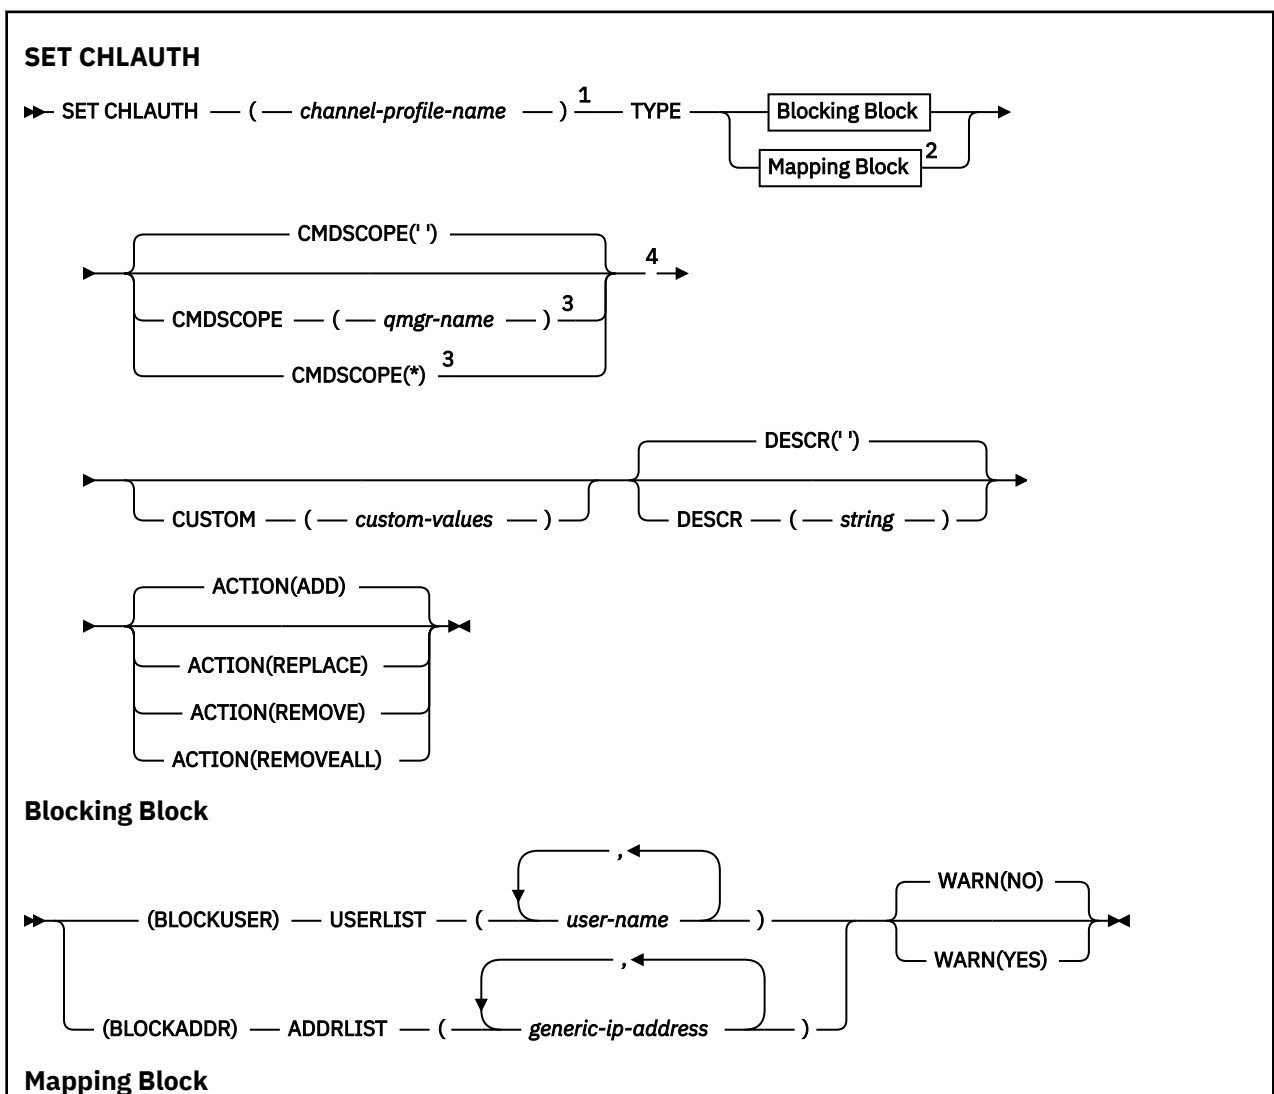 SET CHLAUTH
SET CHLAUTH ( channel-profile-name ) 1 TYPE Blocking Block
Mapping Block 2
CMDSCOPE(' ')
4
CMDSCOPE ( qmgr-name ) 3
CMDSCOPE(*) 3
DESCR(' ')
CUSTOM ( custom-values ) DESCR ( string )
ACTION(ADD)
ACTION(REPLACE)
ACTION(REMOVE)
ACTION(REMOVEALL)
Blocking Block
,
WARN(NO)
(BLOCKUSER) USERLIST ( user-name )
WARN(YES)
,
(BLOCKADDR) ADDRLIST ( generic-ip-address )
Mapping Block